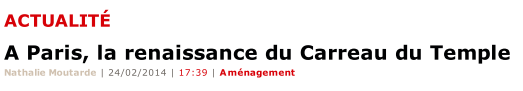 ACTUALITÉ
A Paris, la renaissance du Carreau du Temple
Nathalie Moutarde | 24/02/2014 | 17:39 | Aménagement